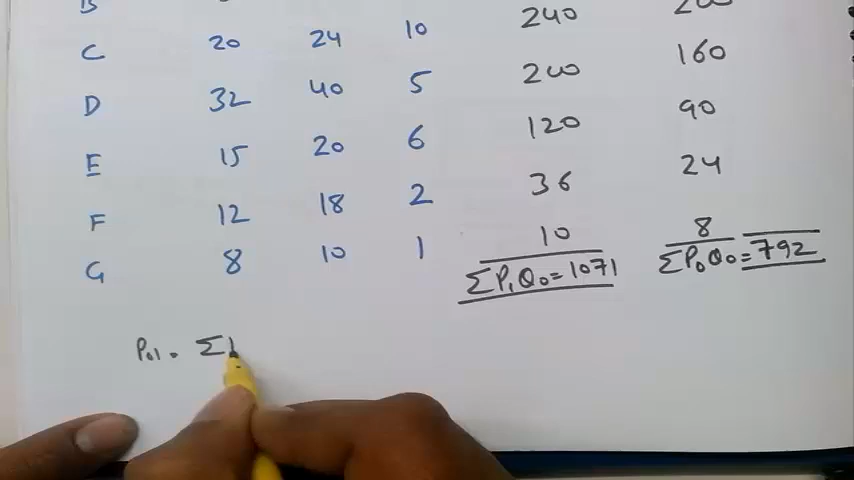 B
C 20 24 10 240 200
D 32 40 5 200 160
E 15 20 6 120 90
F 12 18 2 36 24
G 8 10 1 10 8
ΣP₁Q₀=1071 ΣP₀Q₀=792
P₀₁ = Σ